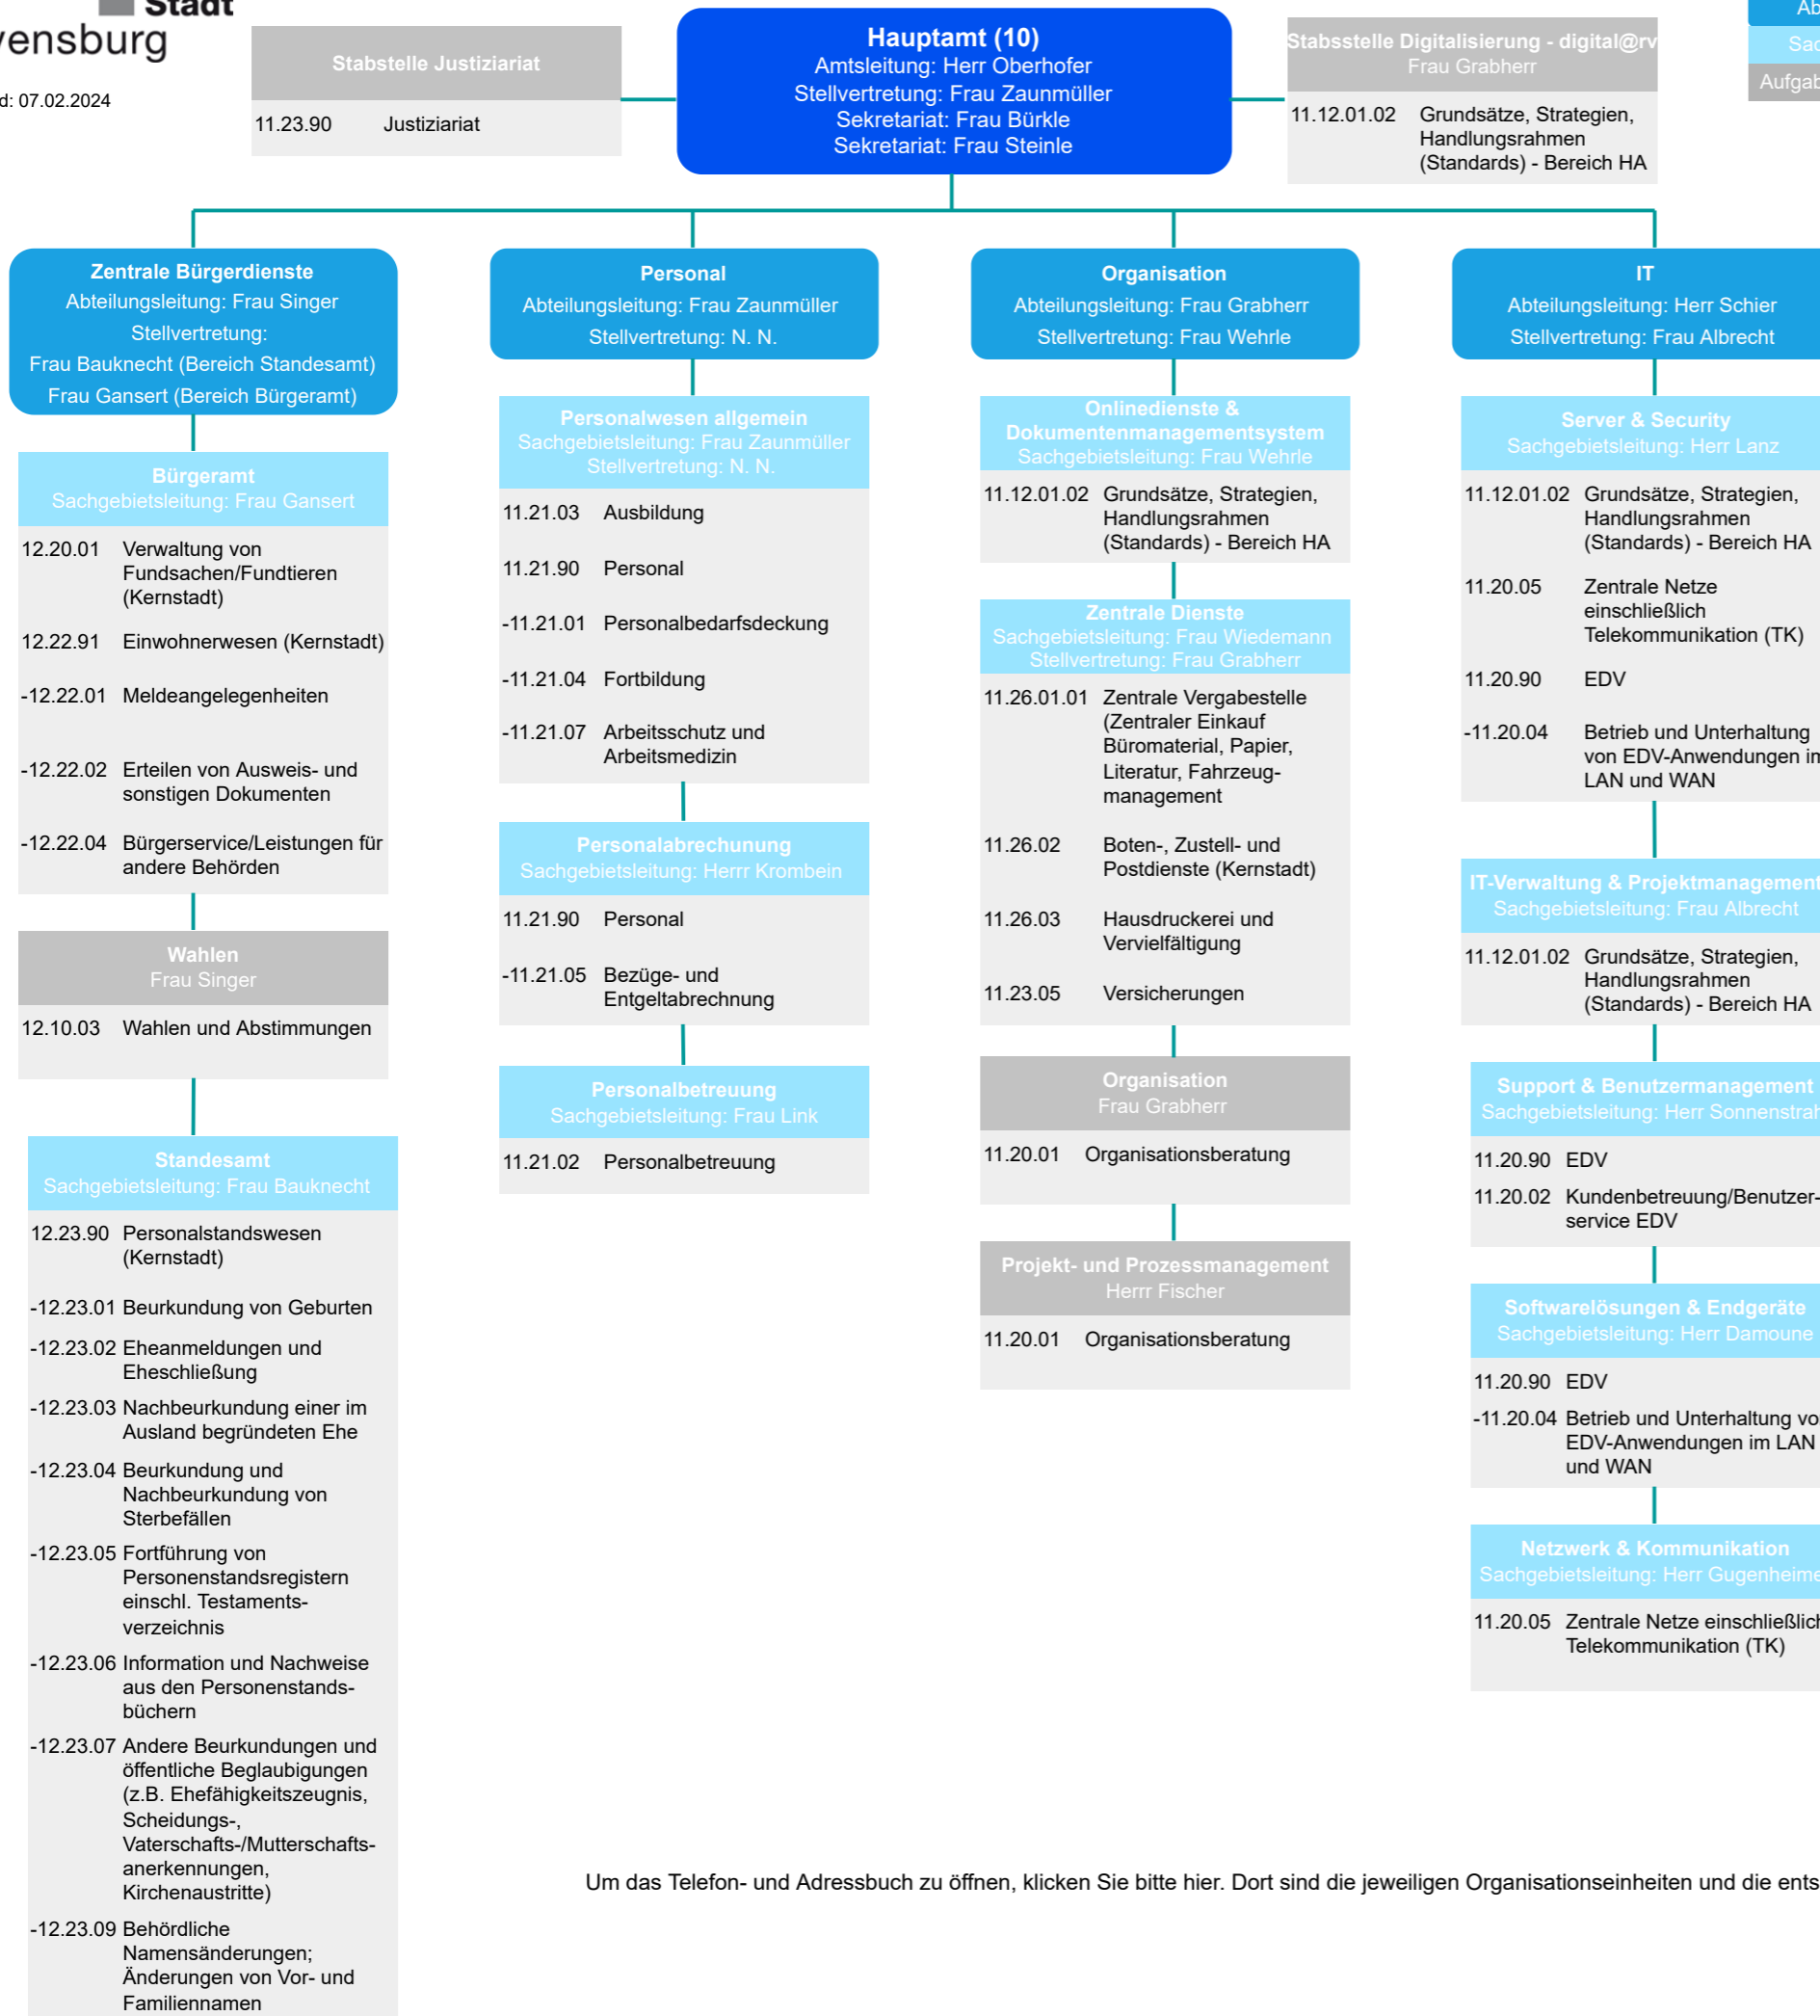 Stadt
vensburg
d: 07.02.2024
Stabstelle Justiziariat
11.23.90 Justiziariat
Hauptamt (10)
Amtsleitung: Herr Oberhofer
Stellvertretung: Frau Zaunmüller
Sekretariat: Frau Bürkle
Sekretariat: Frau Steinle
Stabsstelle Digitalisierung - digital@rv
Frau Grabherr
11.12.01.02 Grundsätze, Strategien,
Handlungsrahmen
(Standards) - Bereich HA
Ab
Sac
Aufgab
Zentrale Bürgerdienste
Abteilungsleitung: Frau Singer
Stellvertretung:
Frau Bauknecht (Bereich Standesamt)
Frau Gansert (Bereich Bürgeramt)
Bürgeramt
Sachgebietsleitung: Frau Gansert
12.20.01 Verwaltung von
Fundsachen/Fundtieren
(Kernstadt)
12.22.91 Einwohnerwesen (Kernstadt)
-12.22.01 Meldeangelegenheiten
-12.22.02 Erteilen von Ausweis- und
sonstigen Dokumenten
-12.22.04 Bürgerservice/Leistungen für
andere Behörden
Wahlen
Frau Singer
12.10.03 Wahlen und Abstimmungen
Standesamt
Sachgebietsleitung: Frau Bauknecht
12.23.90 Personalstandswesen
(Kernstadt)
-12.23.01 Beurkundung von Geburten
-12.23.02 Eheanmeldungen und
Eheschließung
-12.23.03 Nachbeurkundung einer im
Ausland begründeten Ehe
-12.23.04 Beurkundung und
Nachbeurkundung von
Sterbefällen
-12.23.05 Fortführung von
Personenstandsregistern
einschl. Testaments-
verzeichnis
-12.23.06 Information und Nachweise
aus den Personenstands-
büchern
-12.23.07 Andere Beurkundungen und
öffentliche Beglaubigungen
(z.B. Ehefähigkeitszeugnis,
Scheidungs-,
Vaterschafts-/Mutterschafts-
anerkennungen,
Kirchenaustritte)
-12.23.09 Behördliche
Namensänderungen;
Änderungen von Vor- und
Familiennamen
Personal
Abteilungsleitung: Frau Zaunmüller
Stellvertretung: N. N.
Personalwesen allgemein
Sachgebietsleitung: Frau Zaunmüller
Stellvertretung: N. N.
11.21.03 Ausbildung
11.21.90 Personal
-11.21.01 Personalbedarfsdeckung
-11.21.04 Fortbildung
-11.21.07 Arbeitsschutz und
Arbeitsmedizin
Personalabrechunung
Sachgebietsleitung: Herrr Krombein
11.21.90 Personal
-11.21.05 Bezüge- und
Entgeltabrechnung
Personalbetreuung
Sachgebietsleitung: Frau Link
11.21.02 Personalbetreuung
Organisation
Abteilungsleitung: Frau Grabherr
Stellvertretung: Frau Wehrle
Onlinedienste &
Dokumentenmanagementsystem
Sachgebietsleitung: Frau Wehrle
11.12.01.02 Grundsätze, Strategien,
Handlungsrahmen
(Standards) - Bereich HA
Zentrale Dienste
Sachgebietsleitung: Frau Wiedemann
Stellvertretung: Frau Grabherr
11.26.01.01 Zentrale Vergabestelle
(Zentraler Einkauf
Büromaterial, Papier,
Literatur, Fahrzeug-
management
11.26.02 Boten-, Zustell- und
Postdienste (Kernstadt)
11.26.03 Hausdruckerei und
Vervielfältigung
11.23.05 Versicherungen
Organisation
Frau Grabherr
11.20.01 Organisationsberatung
Projekt- und Prozessmanagement
Herrr Fischer
11.20.01 Organisationsberatung
IT
Abteilungsleitung: Herr Schier
Stellvertretung: Frau Albrecht
Server & Security
Sachgebietsleitung: Herr Lanz
11.12.01.02 Grundsätze, Strategien,
Handlungsrahmen
(Standards) - Bereich HA
11.20.05 Zentrale Netze
einschließlich
Telekommunikation (TK)
11.20.90 EDV
-11.20.04 Betrieb und Unterhaltung
von EDV-Anwendungen im
LAN und WAN
IT-Verwaltung & Projektmanagement
Sachgebietsleitung: Frau Albrecht
11.12.01.02 Grundsätze, Strategien,
Handlungsrahmen
(Standards) - Bereich HA
Support & Benutzermanagement
Sachgebietsleitung: Herr Sonnenstrah
11.20.90 EDV
11.20.02 Kundenbetreuung/Benutzer-
service EDV
Softwarelösungen & Endgeräte
Sachgebietsleitung: Herr Damoune
11.20.90 EDV
-11.20.04 Betrieb und Unterhaltung vo
EDV-Anwendungen im LAN
und WAN
Netzwerk & Kommunikation
Sachgebietsleitung: Herr Gugenheime
11.20.05 Zentrale Netze einschließlich
Telekommunikation (TK)
Um das Telefon- und Adressbuch zu öffnen, klicken Sie bitte hier. Dort sind die jeweiligen Organisationseinheiten und die ents